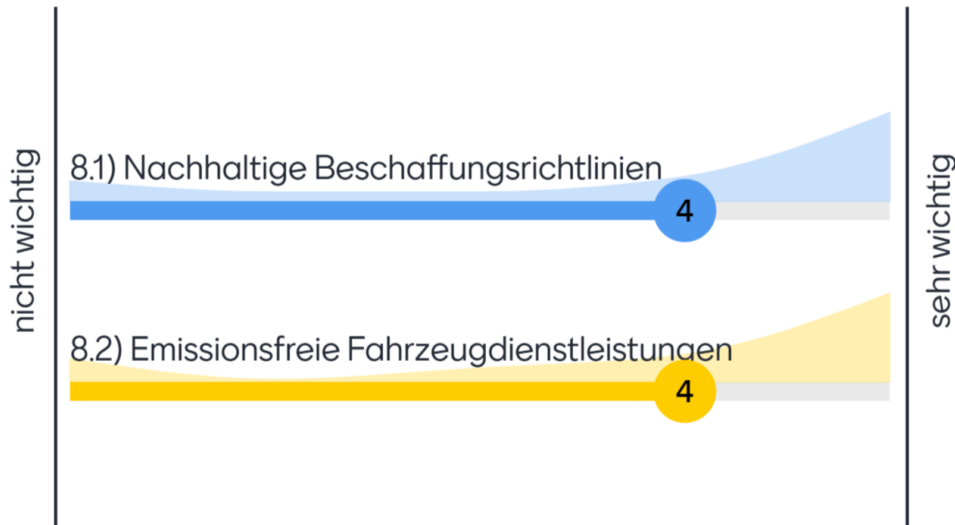 nicht wichtig
8.1) Nachhaltige Beschaffungsrichtlinien
4
8.2) Emissionsfreie Fahrzeugdienstleistungen
4
sehr wichtig